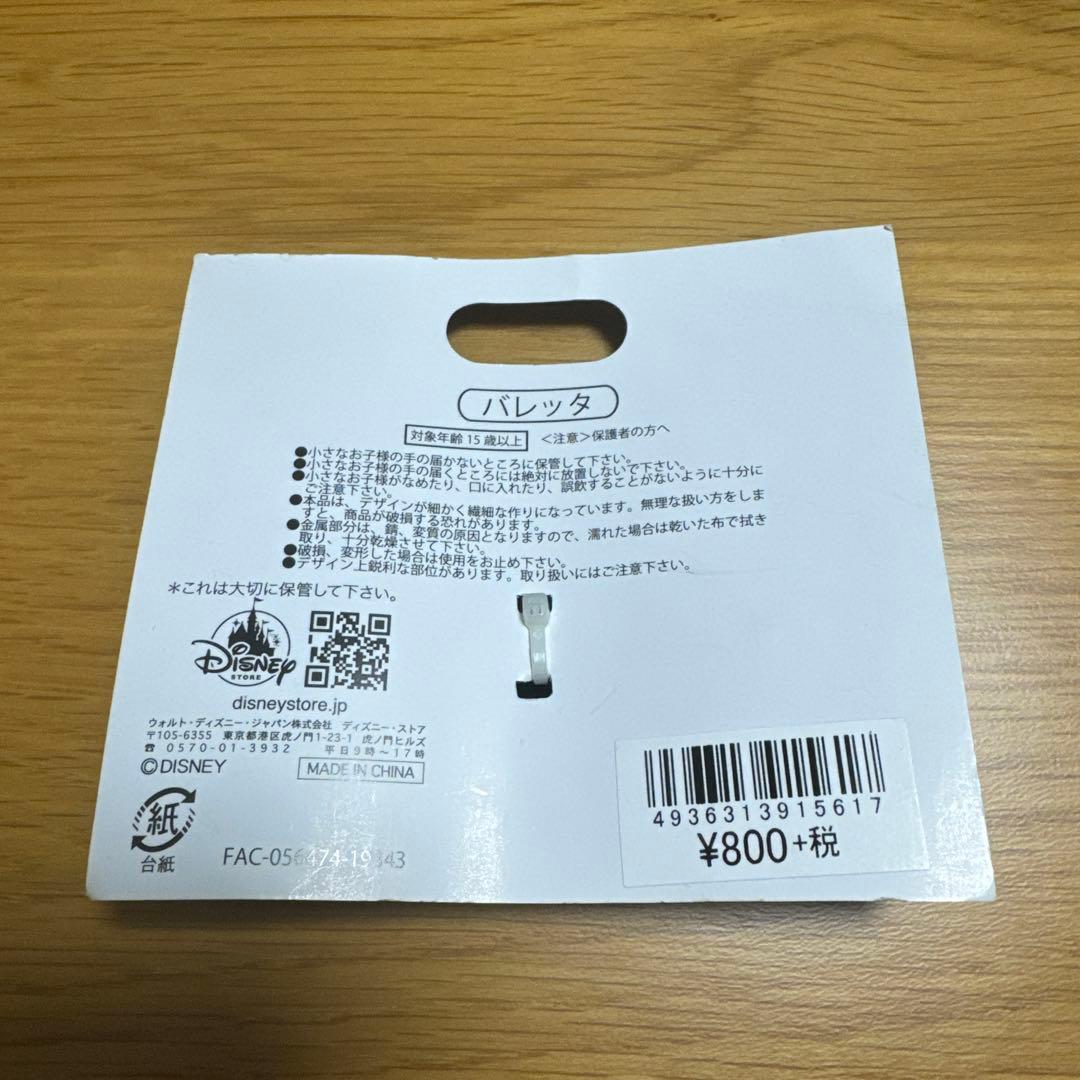 バレッタ
対象年齢15歳以上 <注意>保護者の方へ
●小さなお子様の手の届かないところに保管して下さい。
●小さなお子様の手の届くところには絶対に放置しないで下さい。
●小さなお子様がなめたり、口に入れたり、誤飲することがないように十分に
ご注意下さい。
●本品は、デザインが細かく繊細な作りになっています。無理な扱い方をしま
すと、商品が破損する恐れがあります。
●金属部分は、錆、変質の原因となりますので、濡れた場合は乾いた布で拭き
取り、十分乾燥させて下さい。
●破損、変形した場合は使用をお止め下さい。
●デザイン上鋭利な部位があります。取り扱いにはご注意下さい。
*これは大切に保管して下さい。
Disney
STORE
disneystore.jp
ウォルト・ディズニー・ジャパン株式会社 ディズニー・ストア
〒105-6355 東京都港区虎ノ門1-23-1 虎ノ門ヒルズ
☎ 0570-01-3932 平日9時〜17時
©DISNEY MADE IN CHINA
紙
台紙
FAC-056474-19343
4936313915617
¥800+税